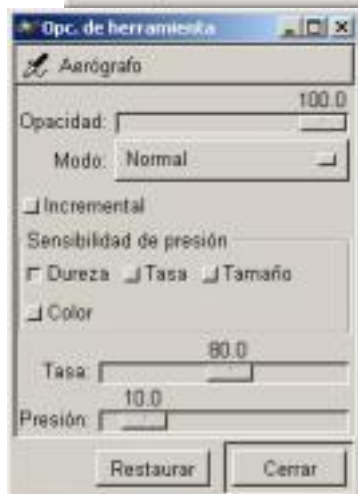 Opc. de herramienta
Aerógrafo
100.0
Opacidad:
Modo: Normal
Incremental
Sensibilidad de presión
Dureza Tasa Tamaño
Color
80.0
Tasa:
10.0
Presión:
Restaurar Cerrar